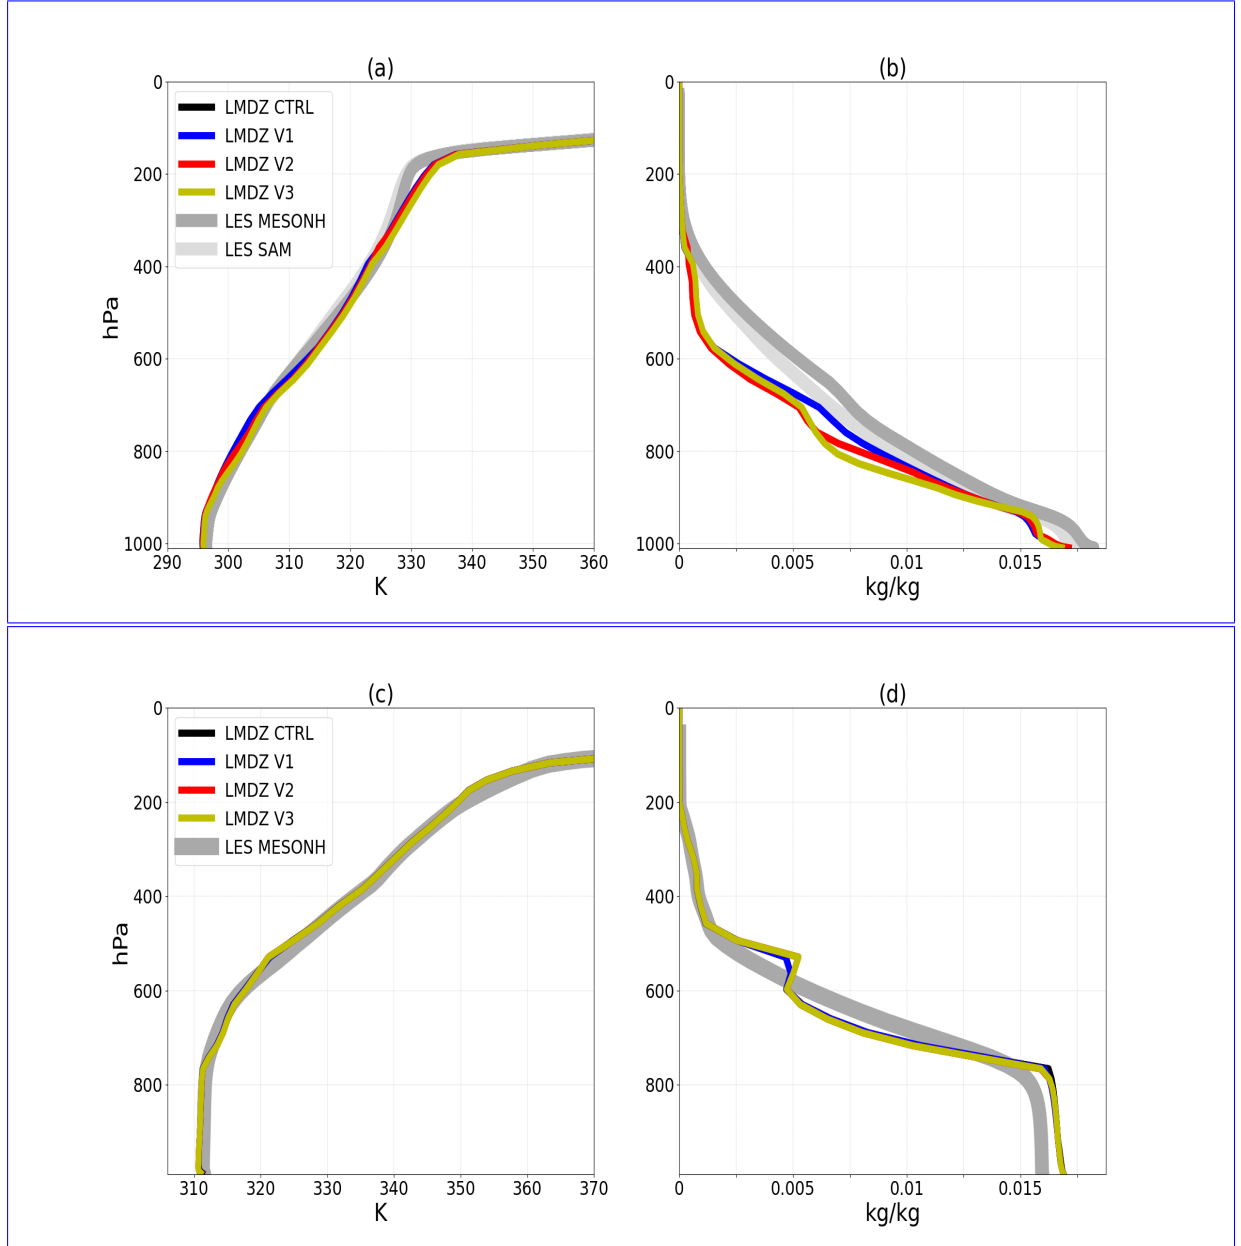 (a)
(b)
0
200
400
600
800
1000
hPa
LMDZ CTRL
LMDZ V1
LMDZ V2
LMDZ V3
LES MESONH
LES SAM
290 300 310 320 330 340 350 360
K
0
200
400
600
800
1000
0 0.005 0.01 0.015
kg/kg
(c)
(d)
0
200
400
600
800
hPa
LMDZ CTRL
LMDZ V1
LMDZ V2
LMDZ V3
LES MESONH
310 320 330 340 350 360 370
K
0
200
400
600
800
0 0.005 0.01 0.015
kg/kg